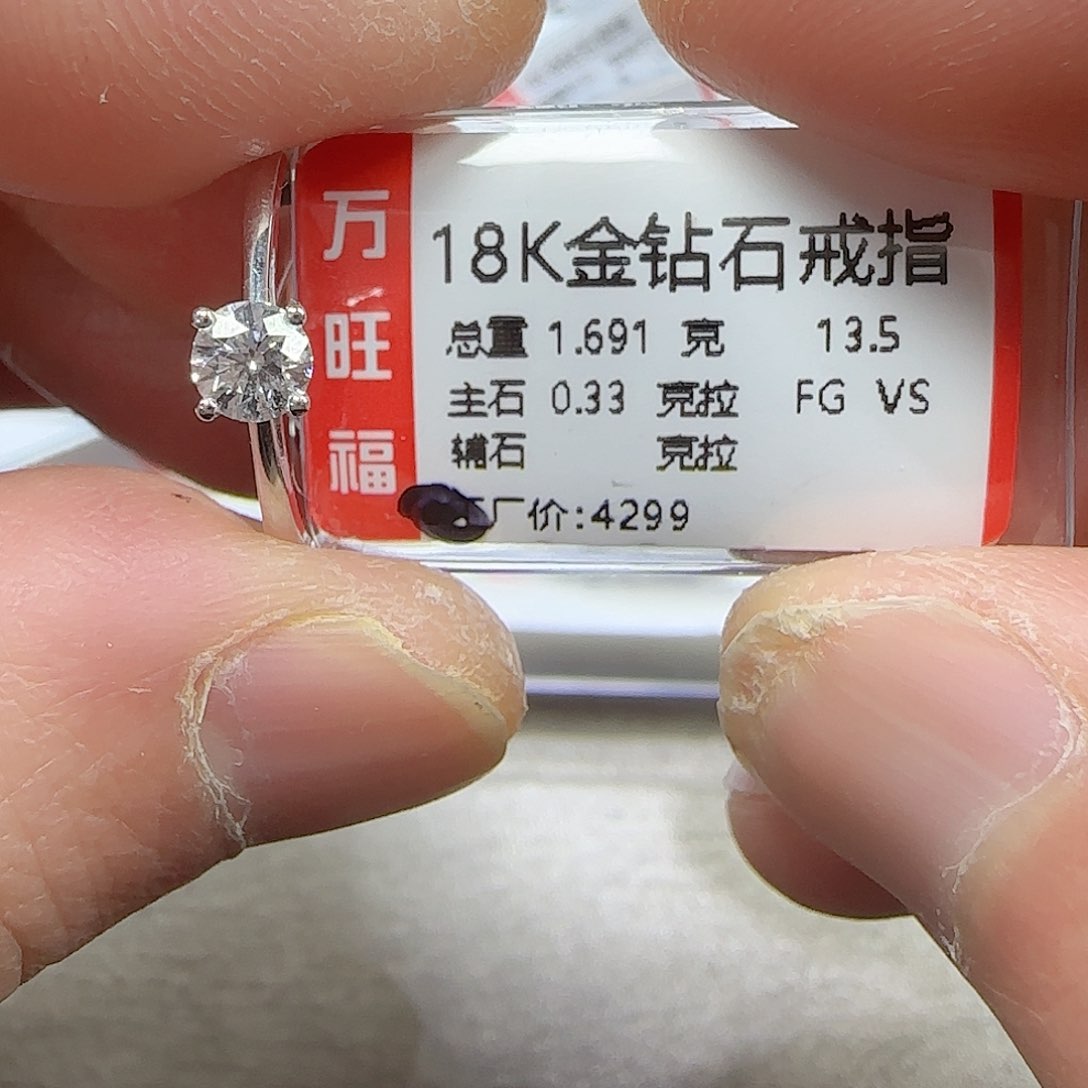 万旺福
18K金钻石戒指
总重 1.691 克 13.5
主石 0.33 克拉 FG VS
辅石 克拉
厂价:4299